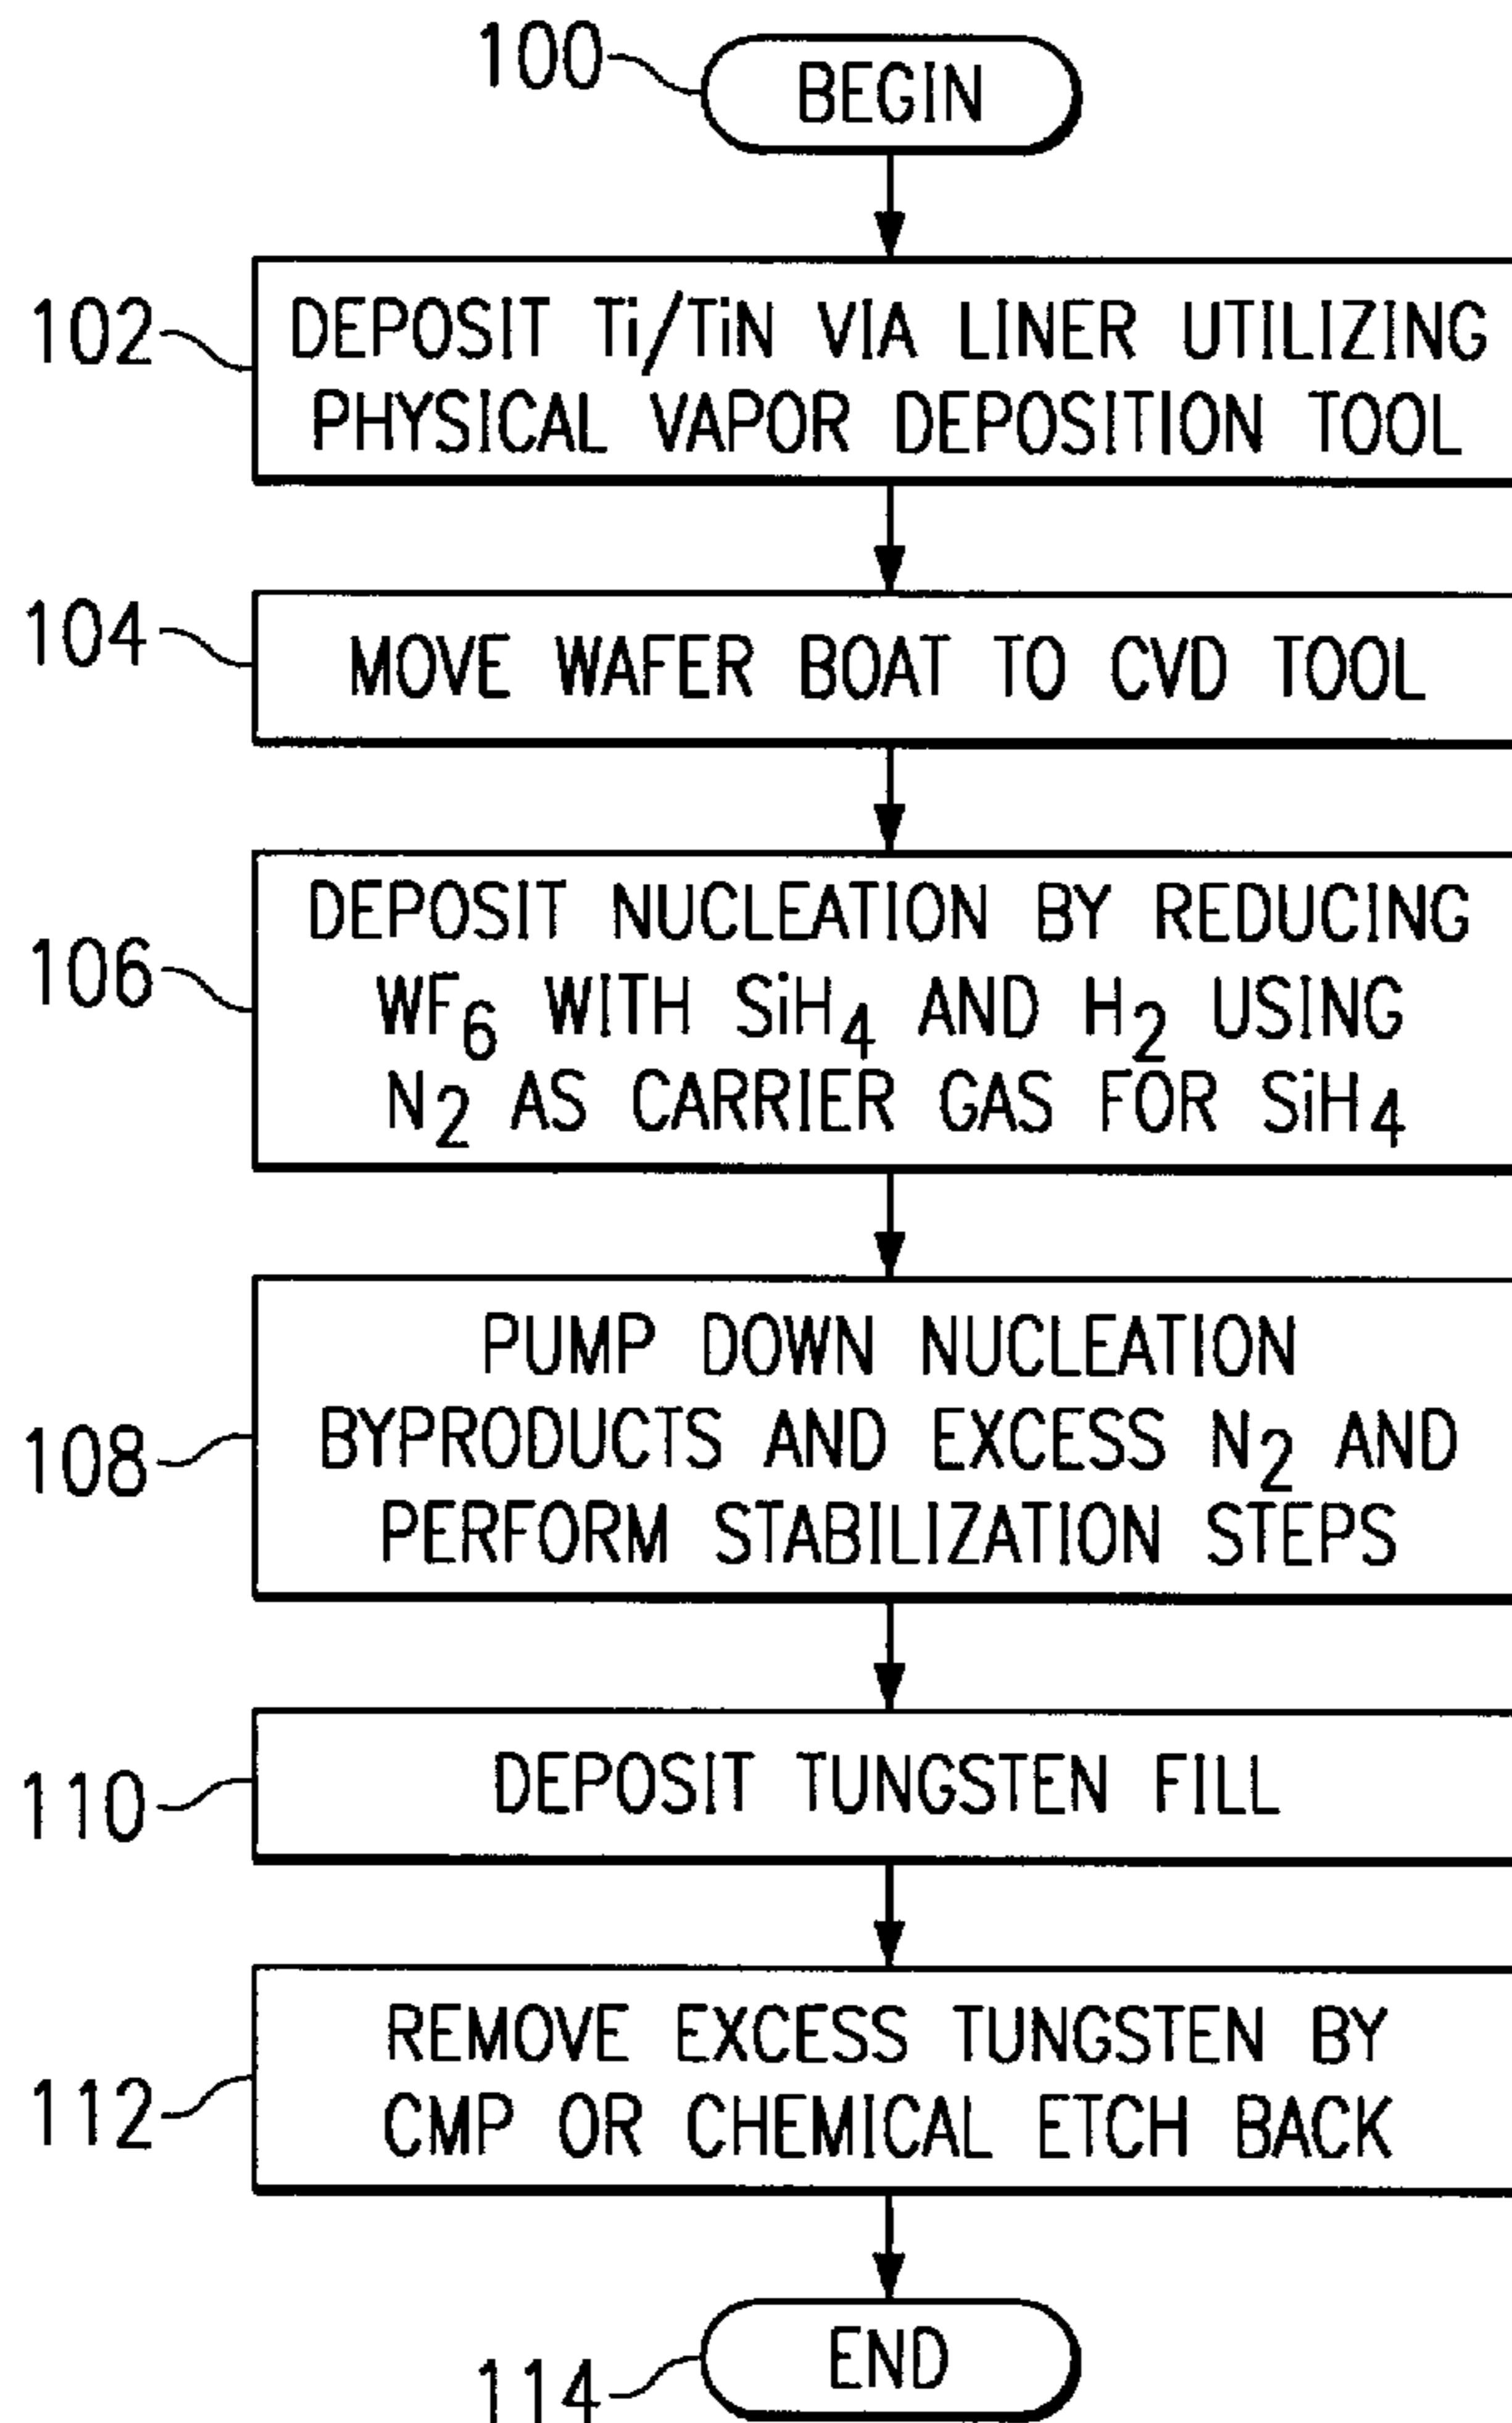 100
BEGIN
102
DEPOSIT Ti/TiN VIA LINER UTILIZING
PHYSICAL VAPOR DEPOSITION TOOL
104
MOVE WAFER BOAT TO CVD TOOL
106
DEPOSIT NUCLEATION BY REDUCING
WF6 WITH SiH4 AND H2 USING
N2 AS CARRIER GAS FOR SiH4
108
PUMP DOWN NUCLEATION
BYPRODUCTS AND EXCESS N2 AND
PERFORM STABILIZATION STEPS
110
DEPOSIT TUNGSTEN FILL
112
REMOVE EXCESS TUNGSTEN BY
CMP OR CHEMICAL ETCH BACK
END
114